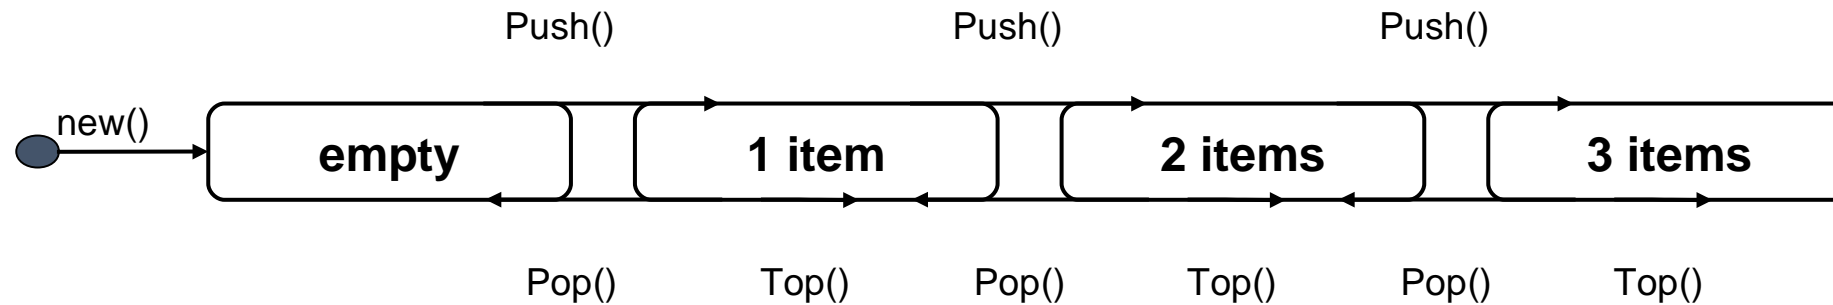 Push() Push() Push()
new()
empty 1 item 2 items 3 items
Pop() Top() Pop() Top() Pop() Top()